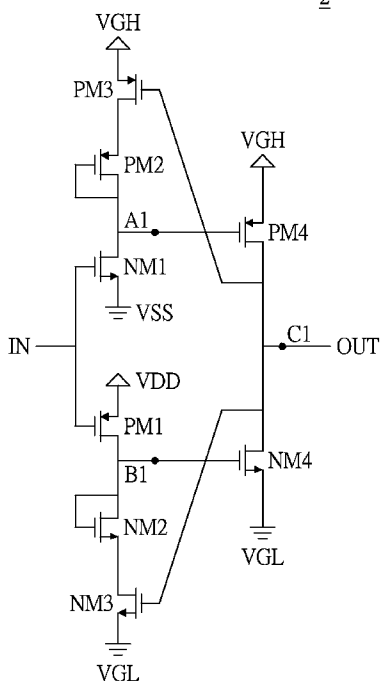 2
VGH
PM3
VGH
PM2
A1
PM4
NM1
VSS
IN
C1
OUT
VDD
PM1
B1
NM4
NM2
VGL
NM3
VGL